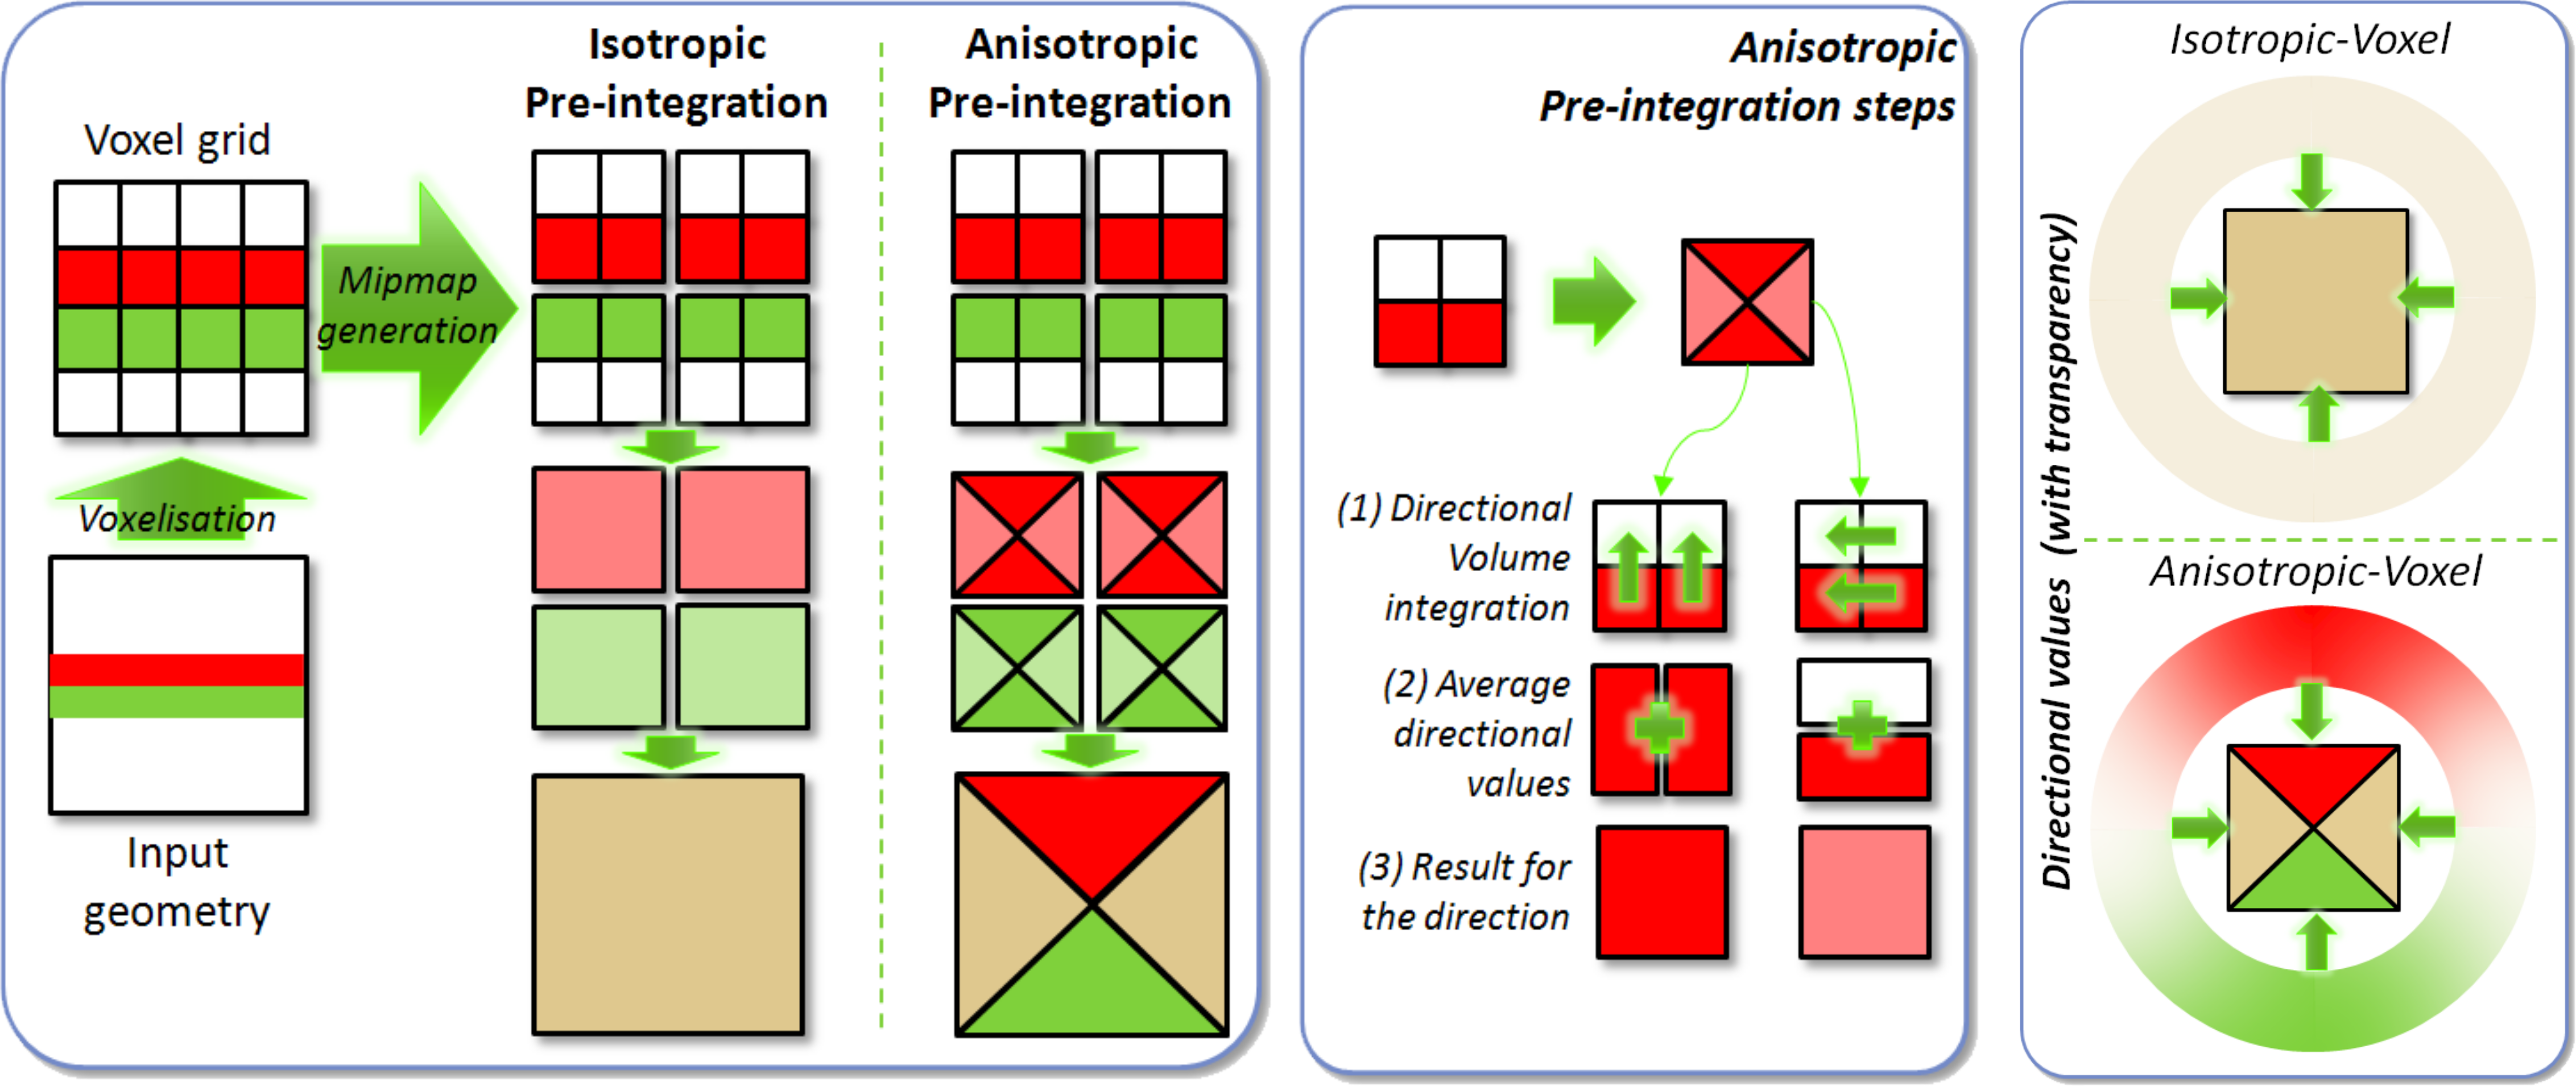 Isotropic
Pre-integration
Anisotropic
Pre-integration
Voxel grid
Mipmap
generation
Voxelisation
Input
geometry
Anisotropic
Pre-integration steps
(1) Directional
Volume
integration
(2) Average
directional
values
(3) Result for
the direction
Directional values (with transparency)
Isotropic-Voxel
Anisotropic-Voxel